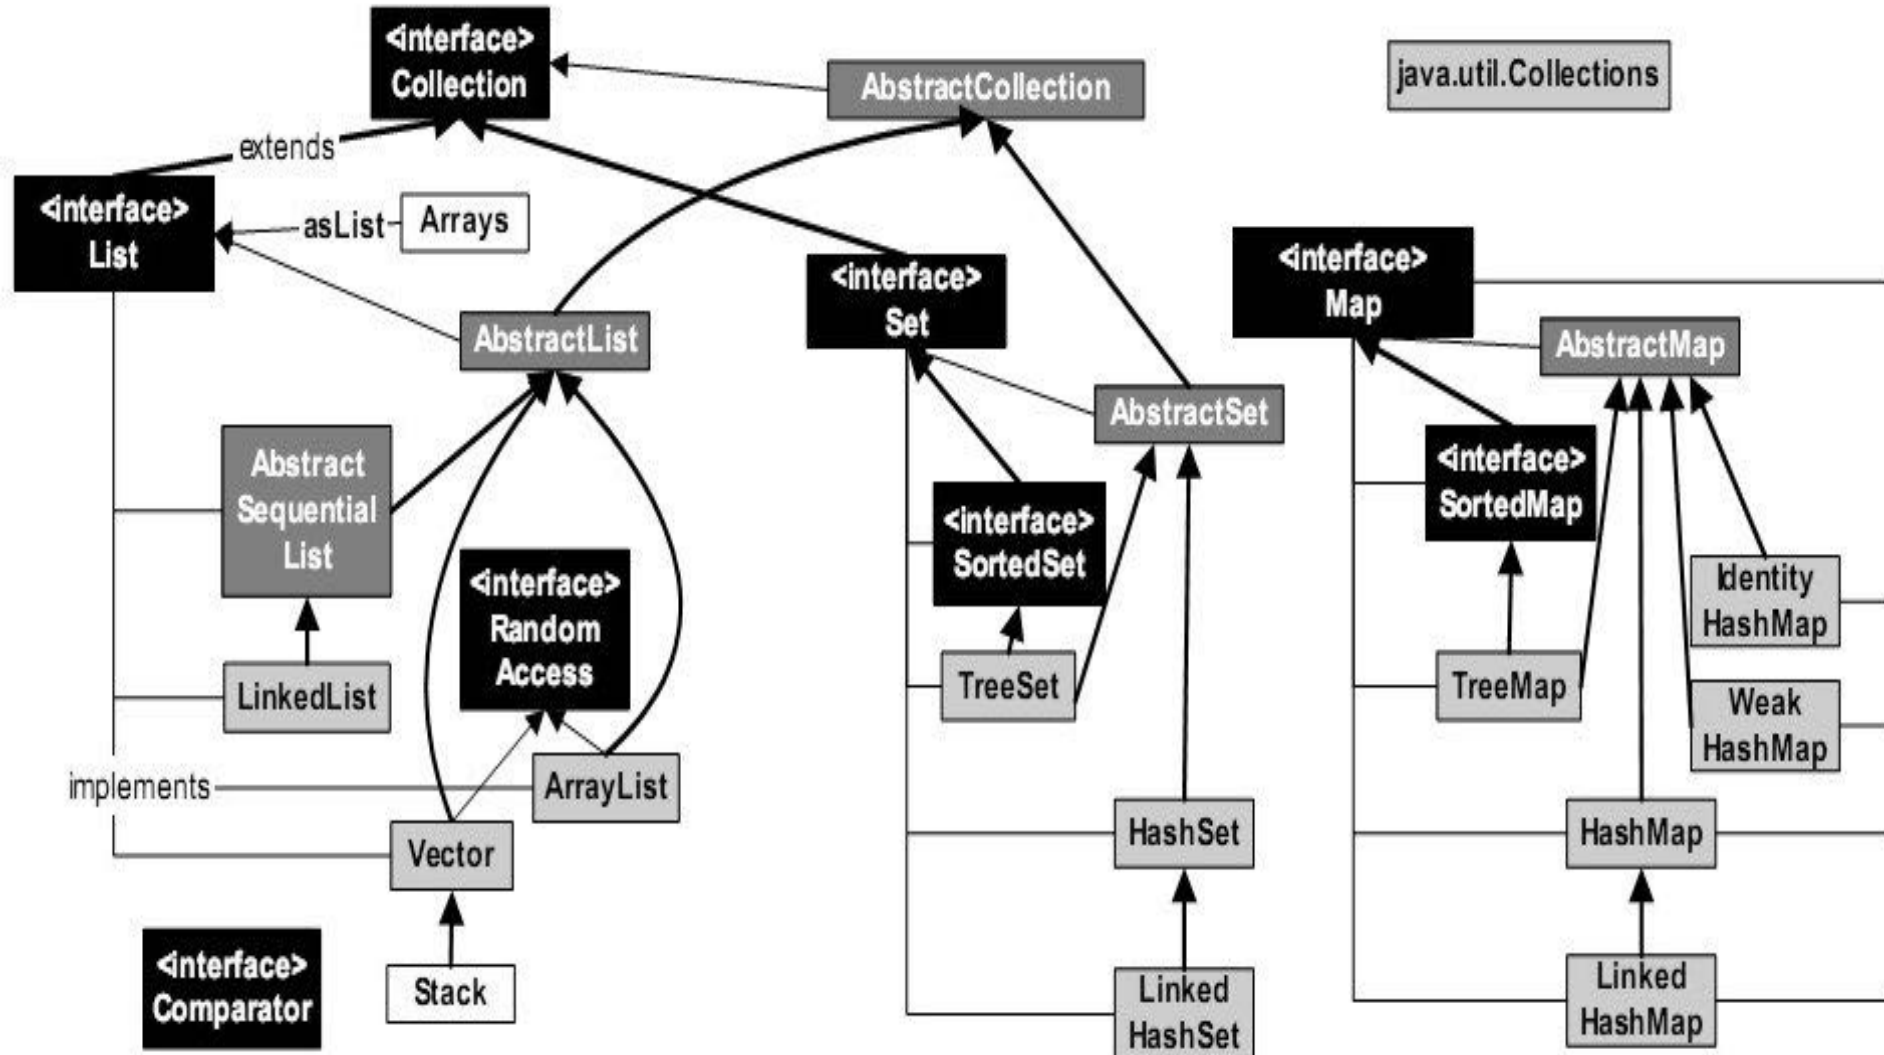 <interface>
Collection
AbstractCollection
java.util.Collections
extends
<interface>
List
asList
Arrays
<interface>
Set
<interface>
Map
AbstractList
AbstractMap
AbstractSet
Abstract
Sequential
List
<interface>
SortedSet
<interface>
SortedMap
<interface>
Random
Access
Identity
HashMap
LinkedList
TreeSet
TreeMap
Weak
HashMap
implements
ArrayList
Vector
HashSet
HashMap
<interface>
Comparator
Stack
Linked
HashSet
Linked
HashMap